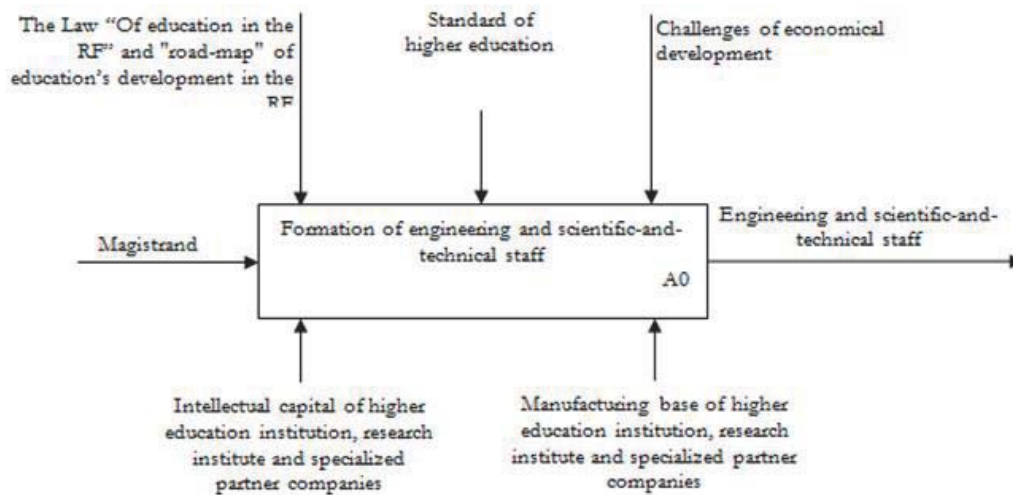 The Law “Of education in the
RF” and "road-map" of
education’s development in the
RF
Standard of
higher education
Challenges of economical
development
Magistrand
Formation of engineering and scientific-and-
technical staff
A0
Engineering and scientific-and-
technical staff
Intellectual capital of higher
education institution, research
institute and specialized
partner companies
Manufacturing base of higher
education institution, research
institute and specialized partner
companies